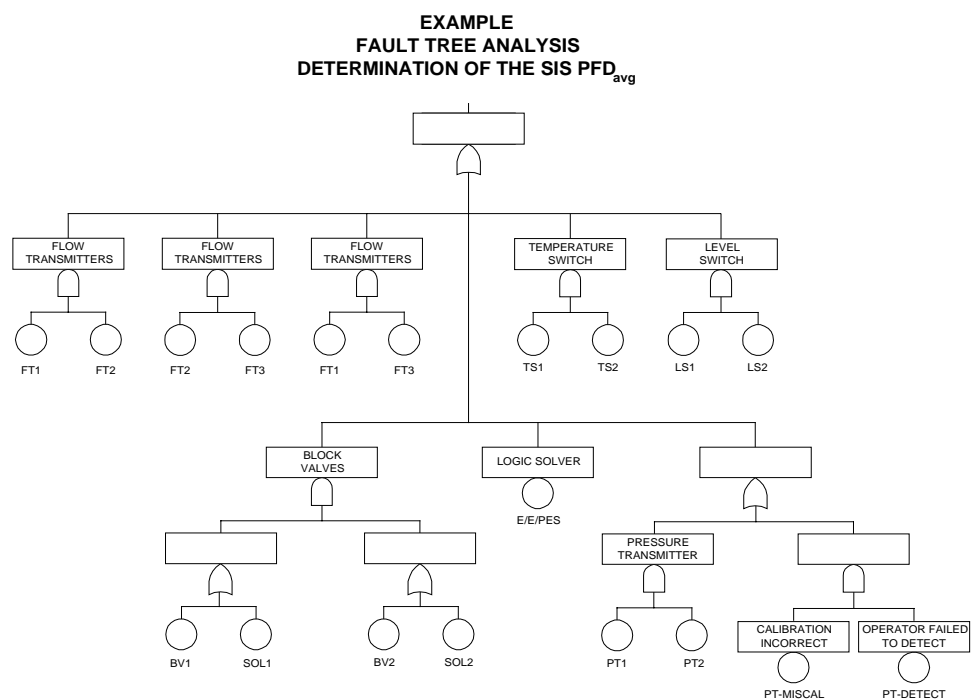 EXAMPLE
FAULT TREE ANALYSIS
DETERMINATION OF THE SIS PFDavg
FLOW
TRANSMITTERS
FLOW
TRANSMITTERS
FLOW
TRANSMITTERS
TEMPERATURE
SWITCH
LEVEL
SWITCH
FT1
FT2
FT2
FT3
FT1
FT3
TS1
TS2
LS1
LS2
BLOCK
VALVES
LOGIC SOLVER
E/E/PES
PRESSURE
TRANSMITTER
BV1
SOL1
BV2
SOL2
PT1
PT2
CALIBRATION
INCORRECT
OPERATOR FAILED
TO DETECT
PT-MISCAL
PT-DETECT